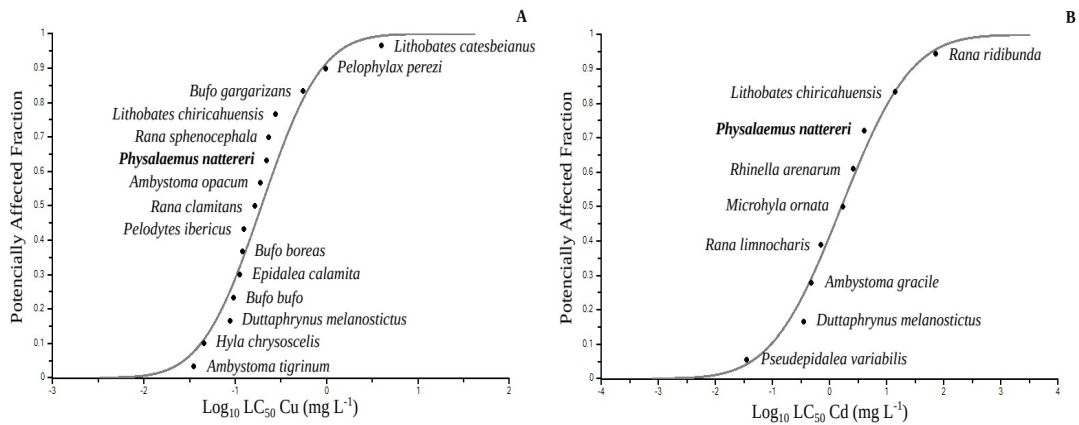 A
Potencially Affected Fraction
1
0.9
0.8
0.7
0.6
0.5
0.4
0.3
0.2
0.1
0
Lithobates catesbeianus
Pelophylax perezi
Bufo gargarizans
Lithobates chiricahuensis
Rana sphenocephala
Physalaemus nattereri
Ambystoma opacum
Rana clamitans
Pelodytes ibericus
Bufo boreas
Epidalea calamita
Bufo bufo
Duttaphrynus melanostictus
Hyla chrysoscelis
Ambystoma tigrinum
-3 -2 -1 0 1 2
Log10 LC50 Cu (mg L-1)
B
Potencially Affected Fraction
1
0.9
0.8
0.7
0.6
0.5
0.4
0.3
0.2
0.1
0
Rana ridibunda
Lithobates chiricahuensis
Physalaemus nattereri
Rhinella arenarum
Microhyla ornata
Rana limnocharis
Ambystoma gracile
Duttaphrynus melanostictus
Pseudepidalea variabilis
-4 -3 -2 -1 0 1 2 3 4
Log10 LC50 Cd (mg L-1)